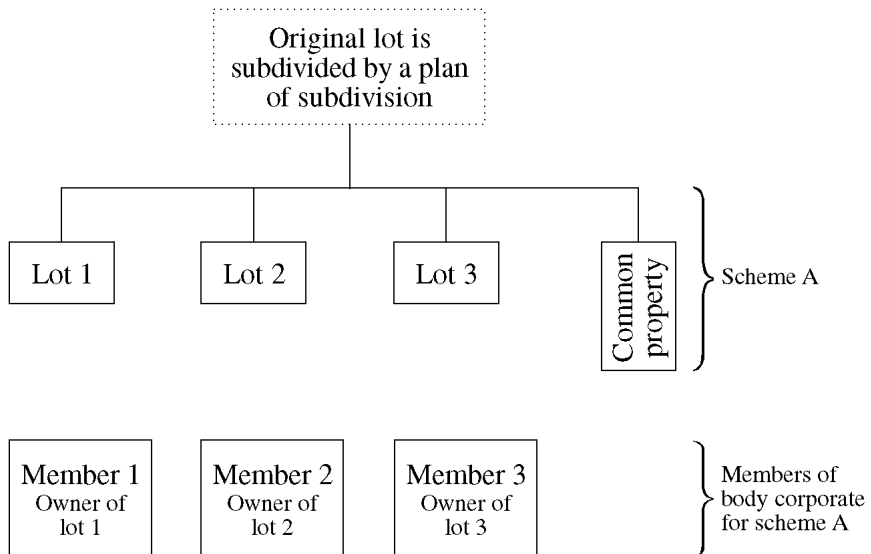 Original lot is
subdivided by a plan
of subdivision
Lot 1
Lot 2
Lot 3
Common
property
Scheme A
Member 1
Owner of
lot 1
Member 2
Owner of
lot 2
Member 3
Owner of
lot 3
Members of
body corporate
for scheme A